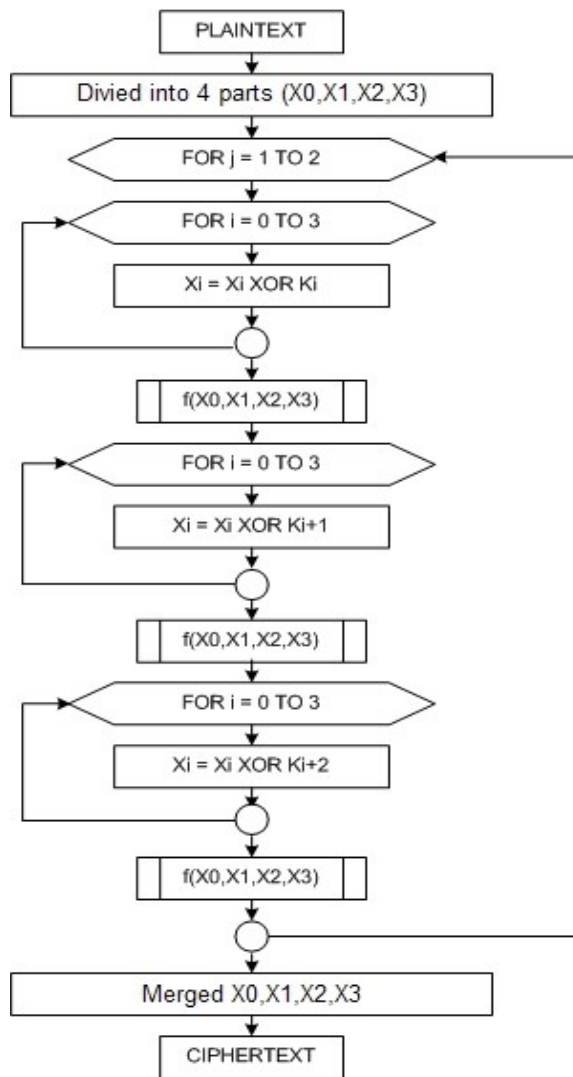 PLAINTEXT
Divied into 4 parts (X0,X1,X2,X3)
FOR j = 1 TO 2
FOR i = 0 TO 3
Xi = Xi XOR Ki
f(X0,X1,X2,X3)
FOR i = 0 TO 3
Xi = Xi XOR Ki+1
f(X0,X1,X2,X3)
FOR i = 0 TO 3
Xi = Xi XOR Ki+2
f(X0,X1,X2,X3)
Merged X0,X1,X2,X3
CIPHERTEXT